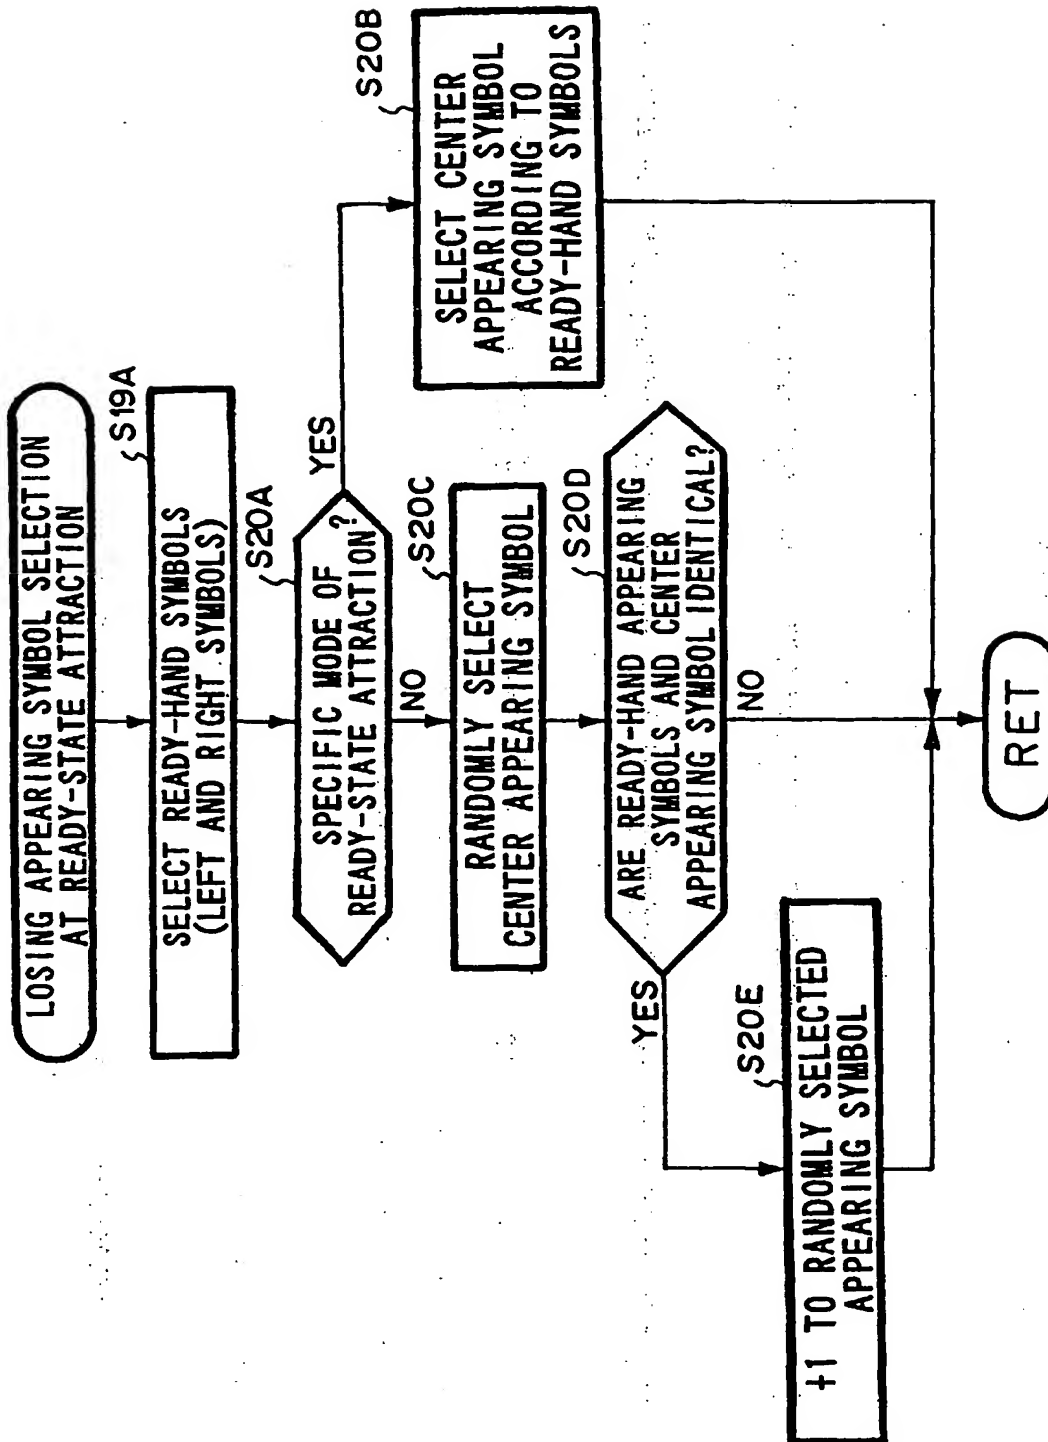 LOSING APPEARING SYMBOL SELECTION
AT READY-STATE ATTRACTION
S19A
SELECT READY-HAND SYMBOLS
(LEFT AND RIGHT SYMBOLS)
S20A
SPECIFIC MODE OF
READY-STATE ATTRACTION?
YES
NO
S20B
SELECT CENTER
APPEARING SYMBOL
ACCORDING TO
READY-HAND SYMBOLS
S20C
RANDOMLY SELECT
CENTER APPEARING SYMBOL
S20D
ARE READY-HAND APPEARING
SYMBOLS AND CENTER
APPEARING SYMBOL IDENTICAL?
YES
NO
S20E
+1 TO RANDOMLY SELECTED
APPEARING SYMBOL
RET